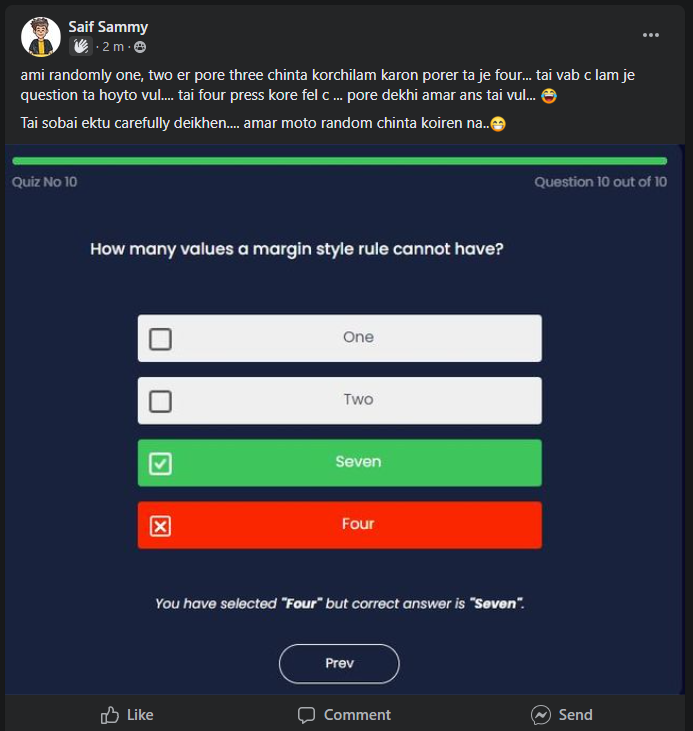 Saif Sammy
· 2 m ·
ami randomly one, two er pore three chinta korchilam karon porer ta je four... tai vab c lam je
question ta hoyto vul.... tai four press kore fel c ... pore dekhi amar ans tai vul... 😂
Tai sobai ektu carefully deikhen.... amar moto random chinta koiren na..😁
Quiz No 10
Question 10 out of 10
How many values a margin style rule cannot have?
One
Two
Seven
Four
You have selected "Four" but correct answer is "Seven".
Prev
Like
Comment
Send